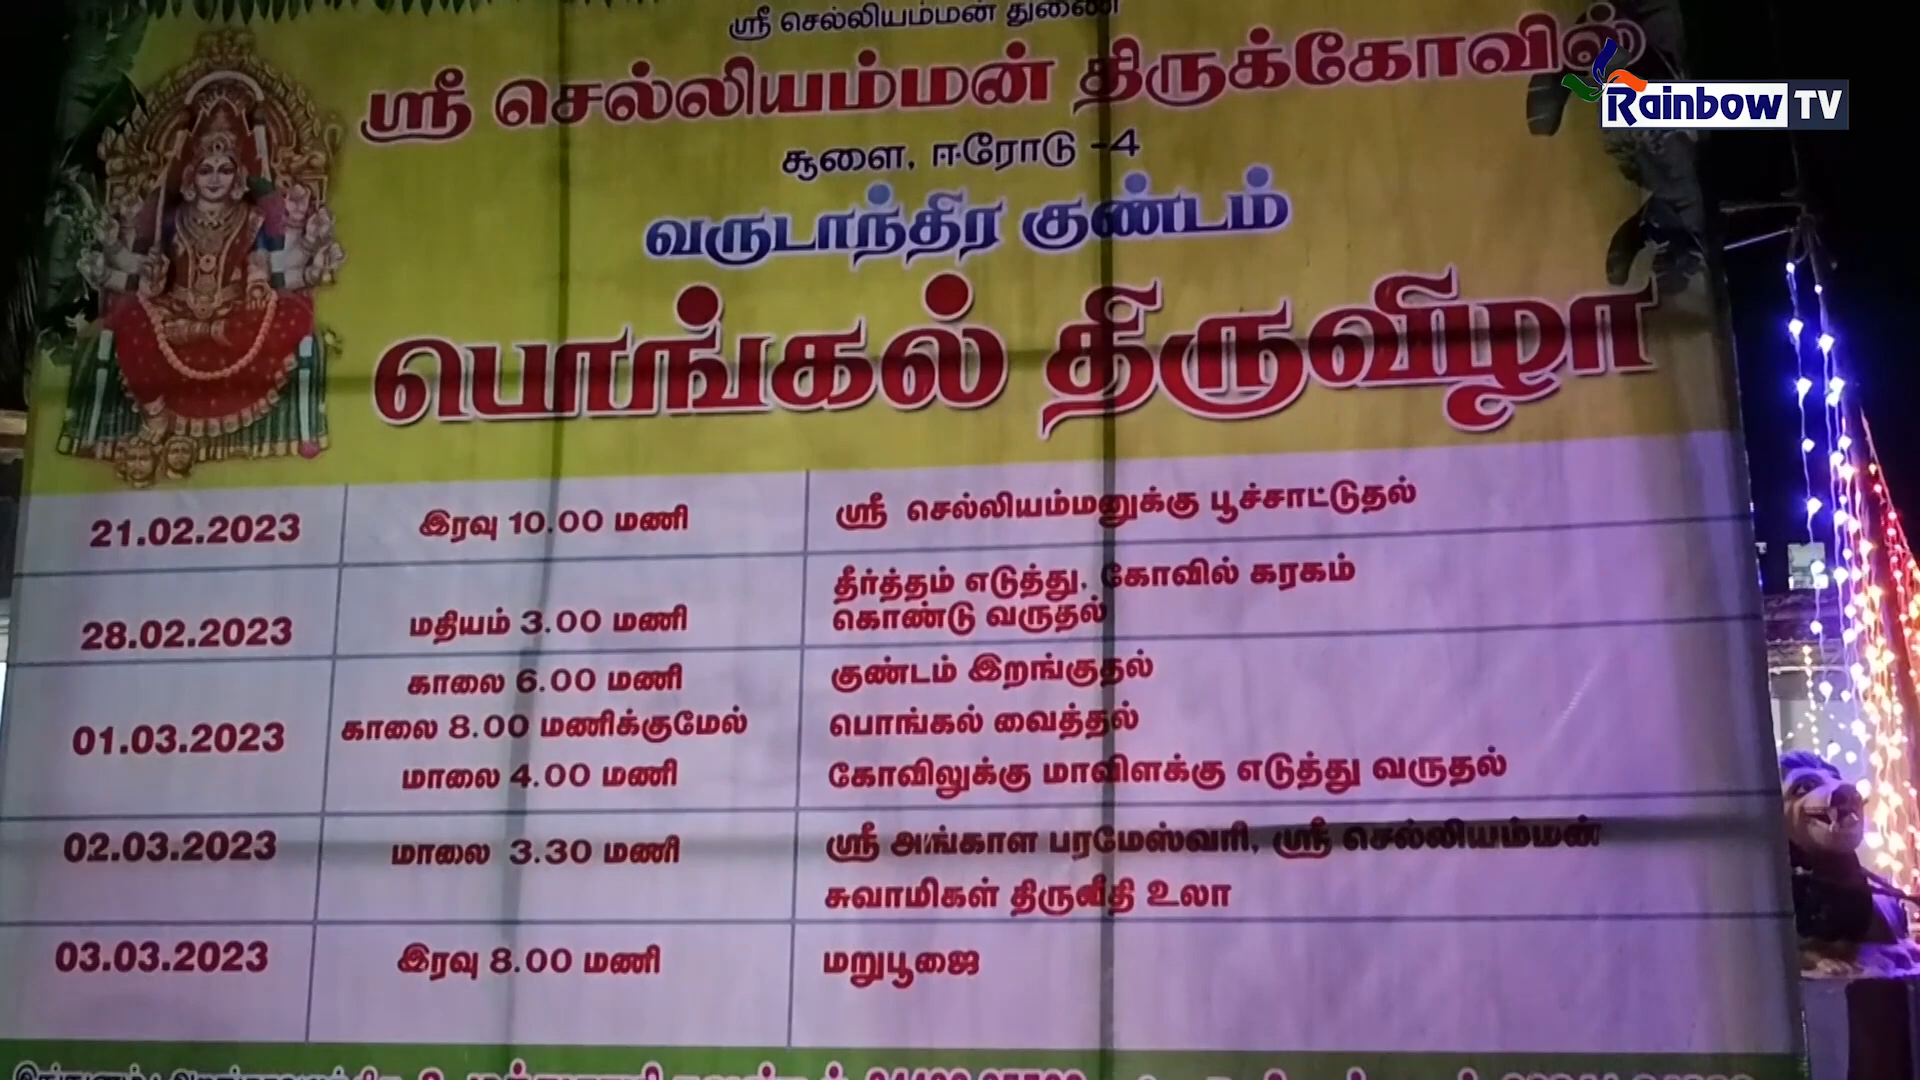 ஸ்ரீ செல்லியம்மன் துணை
ஸ்ரீ செல்லியம்மன் திருக்கோவில்
Rainbow TV
சூளை, ஈரோடு -4
வருடாந்திர குண்டம்
பொங்கல் திருவிழா
21.02.2023 இரவு 10.00 மணி ஸ்ரீ செல்லியம்மனுக்கு பூச்சாட்டுதல்
28.02.2023 மதியம் 3.00 மணி தீர்த்தம் எடுத்து, கோவில் கரகம்
கொண்டு வருதல்
காலை 6.00 மணி குண்டம் இறங்குதல்
01.03.2023 காலை 8.00 மணிக்குமேல் பொங்கல் வைத்தல்
மாலை 4.00 மணி கோவிலுக்கு மாவிளக்கு எடுத்து வருதல்
02.03.2023 மாலை 3.30 மணி ஸ்ரீ அங்காள பரமேஸ்வரி, ஸ்ரீ செல்லியம்மன்
சுவாமிகள் திருவீதி உலா
03.03.2023 இரவு 8.00 மணி மறுபூஜை